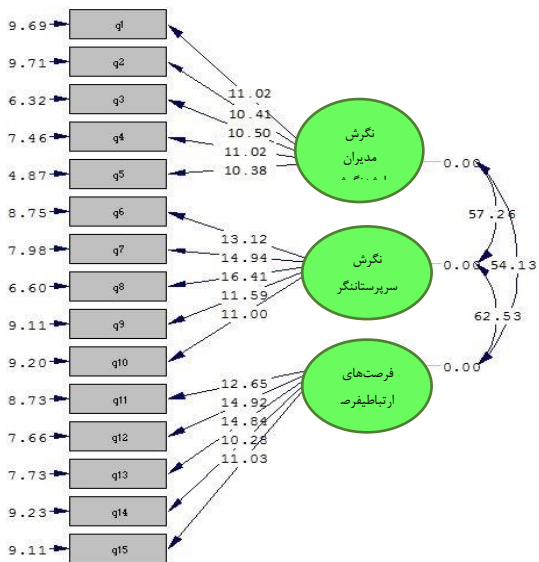 9.69 q1
9.71 q2
6.32 q3
7.46 q4
4.87 q5
8.75 q6
7.98 q7
6.60 q8
9.11 q9
9.20 q10
8.73 q11
7.66 q12
7.73 q13
9.23 q14
9.11 q15
11.02
10.41
10.50
11.02
10.38
13.12
14.94
16.41
11.59
11.00
12.65
14.92
14.84
10.28
11.03
نگرش
مدیران
0.00
نگرش
سرپرستاننگر
0.00
فرصت‌های
ارتباطیفرص
0.00
57.26
54.13
62.53